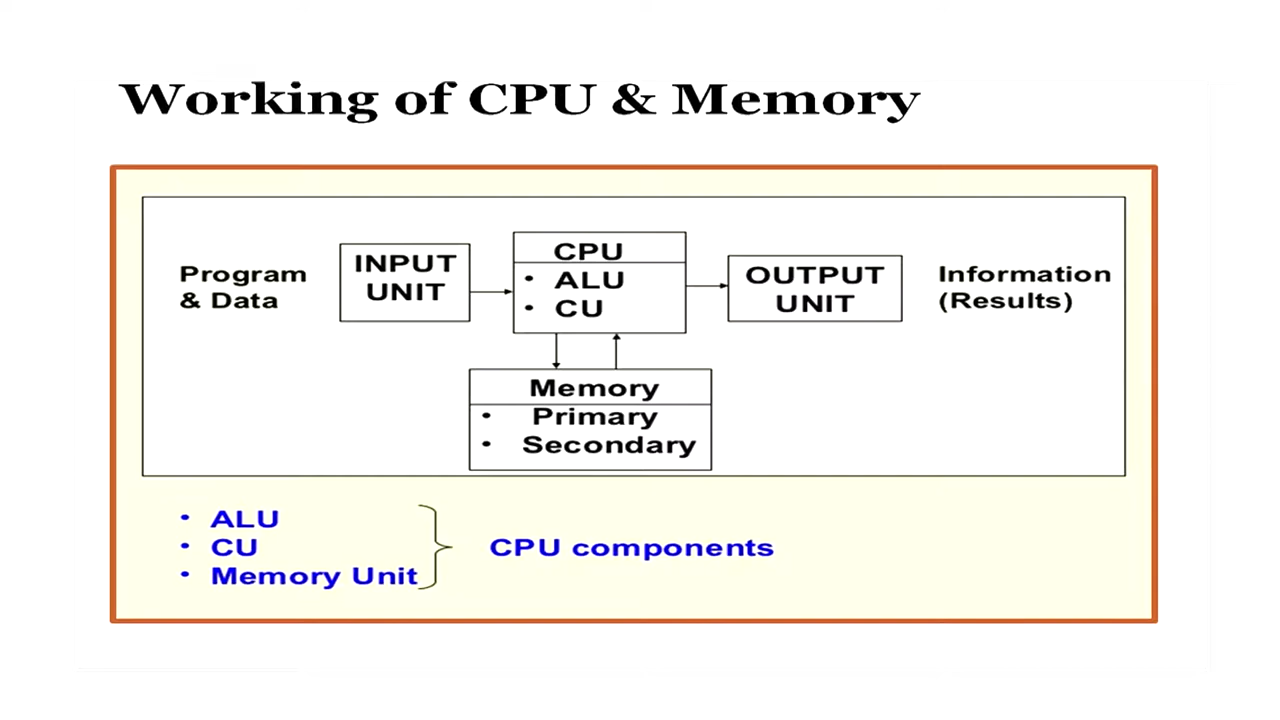 Working of CPU & Memory
Program
& Data
INPUT
UNIT
CPU
• ALU
• CU
OUTPUT
UNIT
Information
(Results)
Memory
• Primary
• Secondary
• ALU
• CU
• Memory Unit
CPU components